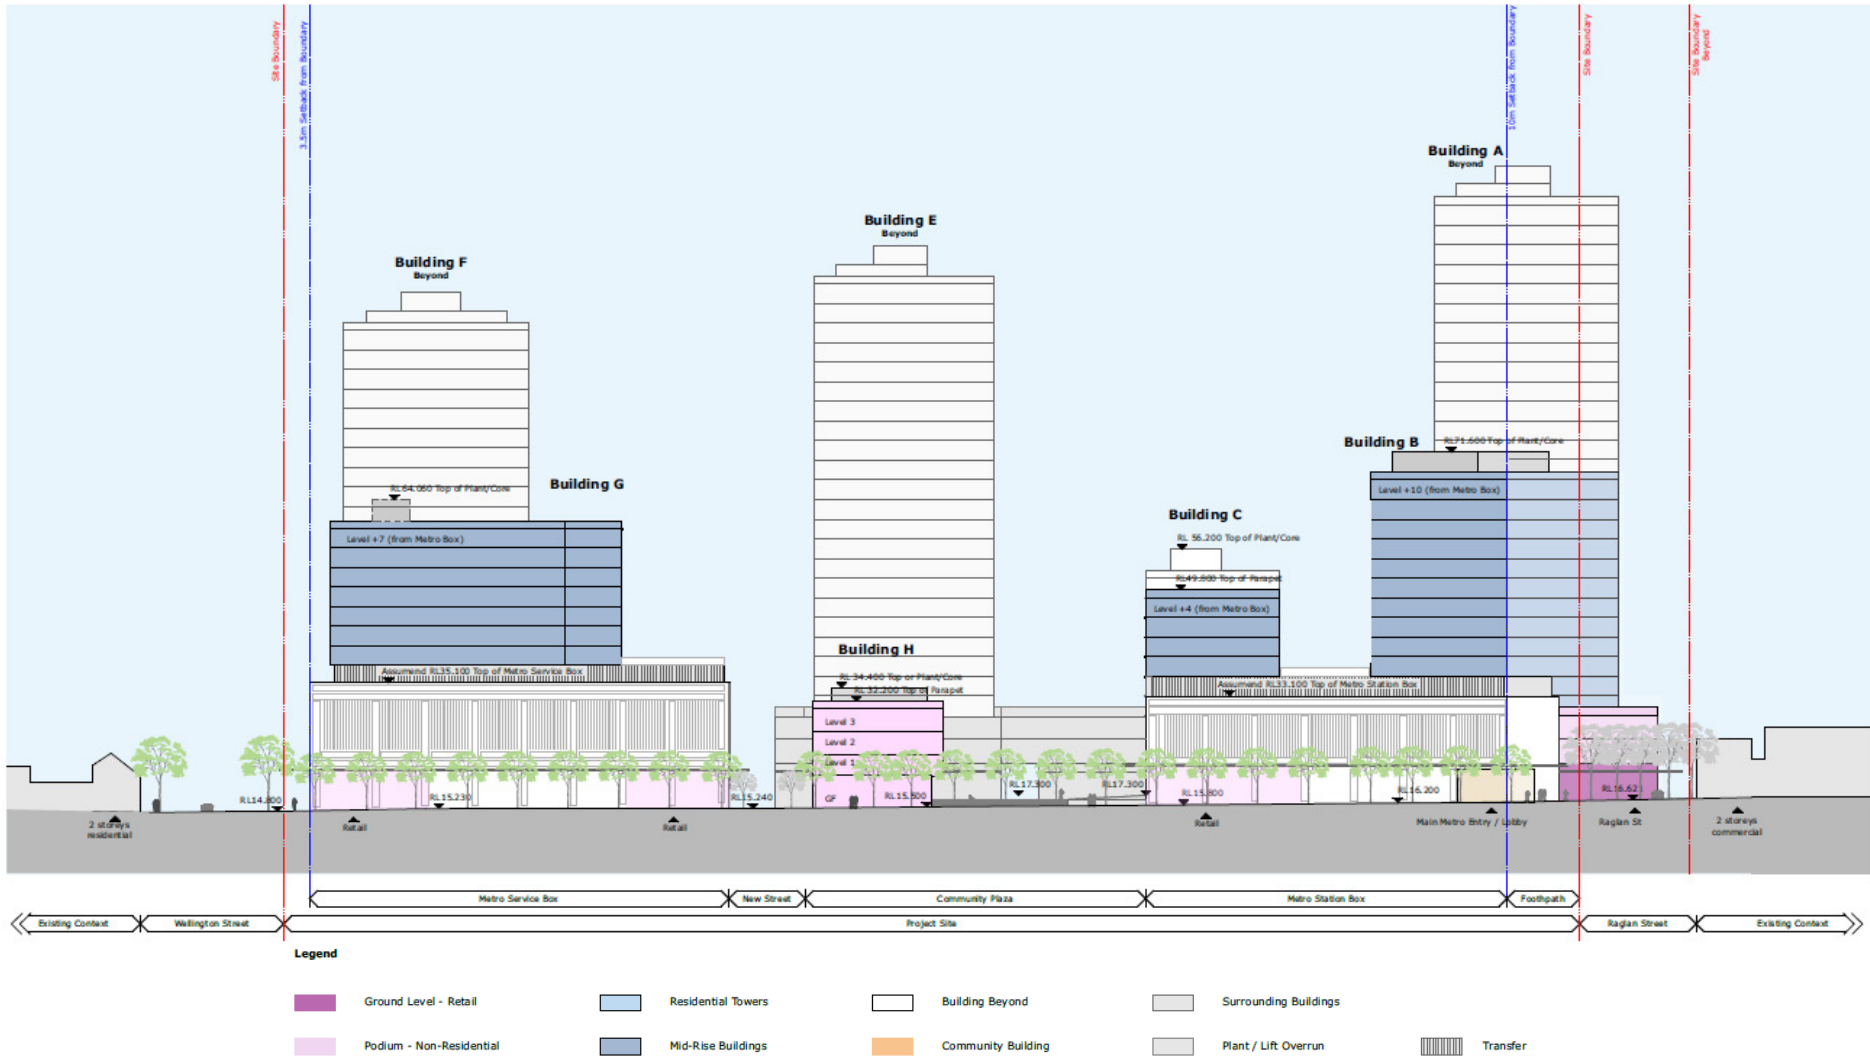 Site Boundary
3.5m Setback from Boundary
10m Setback from Boundary
Site Boundary
Site Boundary
Beyond
Building A
Beyond
Building E
Beyond
Building F
Beyond
Building B
RL71.600 Top of Plant/Core
Building G
RL64.060 Top of Plant/Core
Level +10 (from Metro Box)
Building C
RL 56.200 Top of Plant/Core
Level +7 (from Metro Box)
RL49.800 Top of Parapet
Level +4 (from Metro Box)
Building H
RL 34.400 Top or Plant/Core
RL 32.200 Top of Parapet
Assumend RL35.100 Top of Metro Service Box
Assumend RL33.100 Top of Metro Station Box
Level 3
Level 2
Level 1
GF
RL14.800
RL15.230
RL15.240
RL15.500
RL17.300
RL17.300
RL15.800
RL16.200
RL16.621
2 storeys
residential
Retail
Retail
Retail
Main Metro Entry / Lobby
Raglan St
2 storeys
commercial
Metro Service Box
New Street
Community Plaza
Metro Station Box
Foothpath
Existing Context
Wellington Street
Project Site
Raglan Street
Existing Context
Legend
Ground Level - Retail
Residential Towers
Building Beyond
Surrounding Buildings
Podium - Non-Residential
Mid-Rise Buildings
Community Building
Plant / Lift Overrun
Transfer